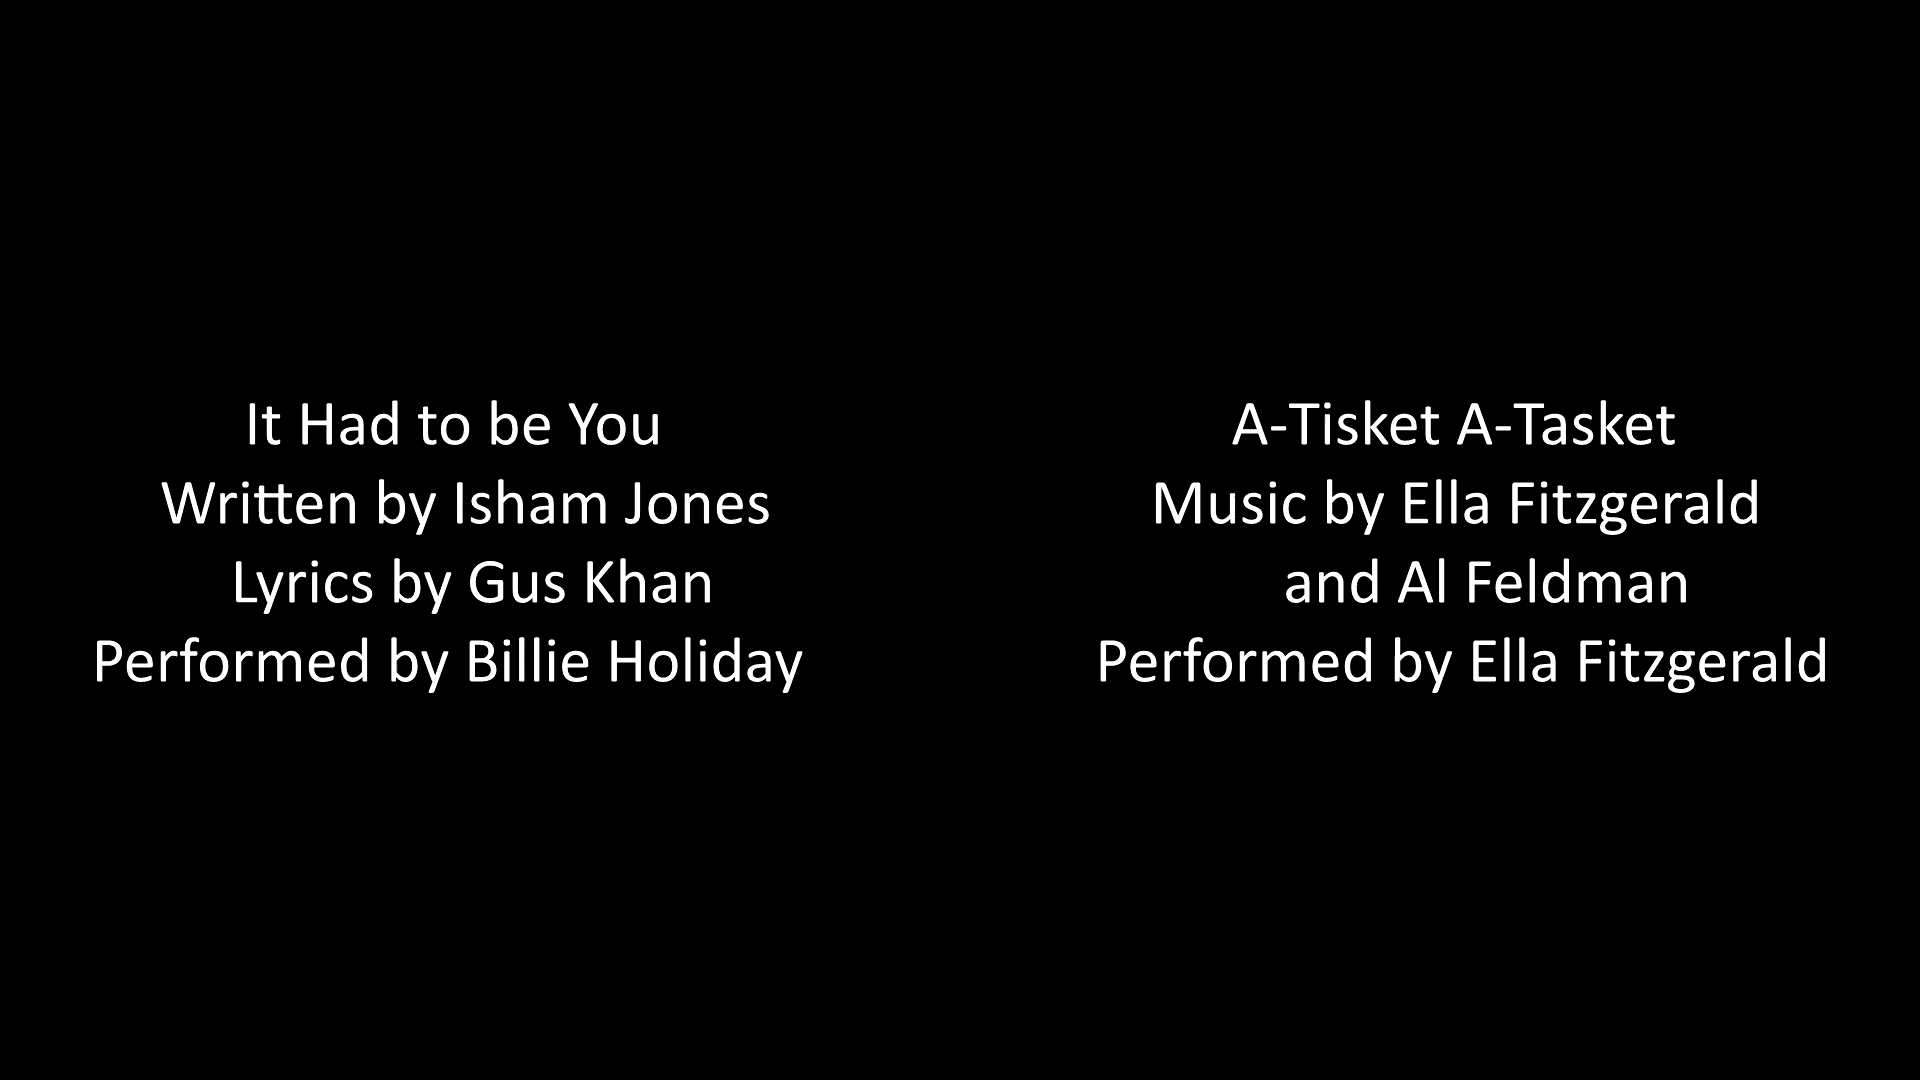 It Had to be You
Written by Isham Jones
Lyrics by Gus Khan
Performed by Billie Holiday
A-Tisket A-Tasket
Music by Ella Fitzgerald
and Al Feldman
Performed by Ella Fitzgerald